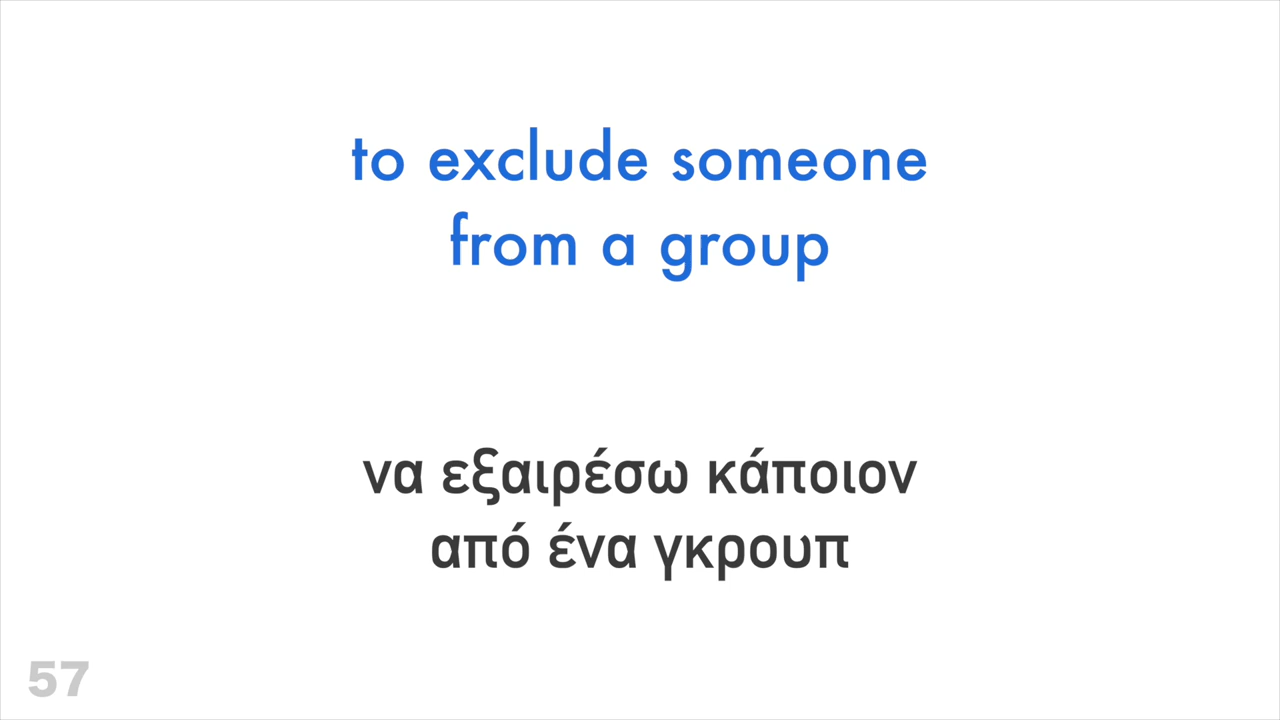 to exclude someone
from a group
να εξαιρέσω κάποιον
από ένα γκρουπ
57